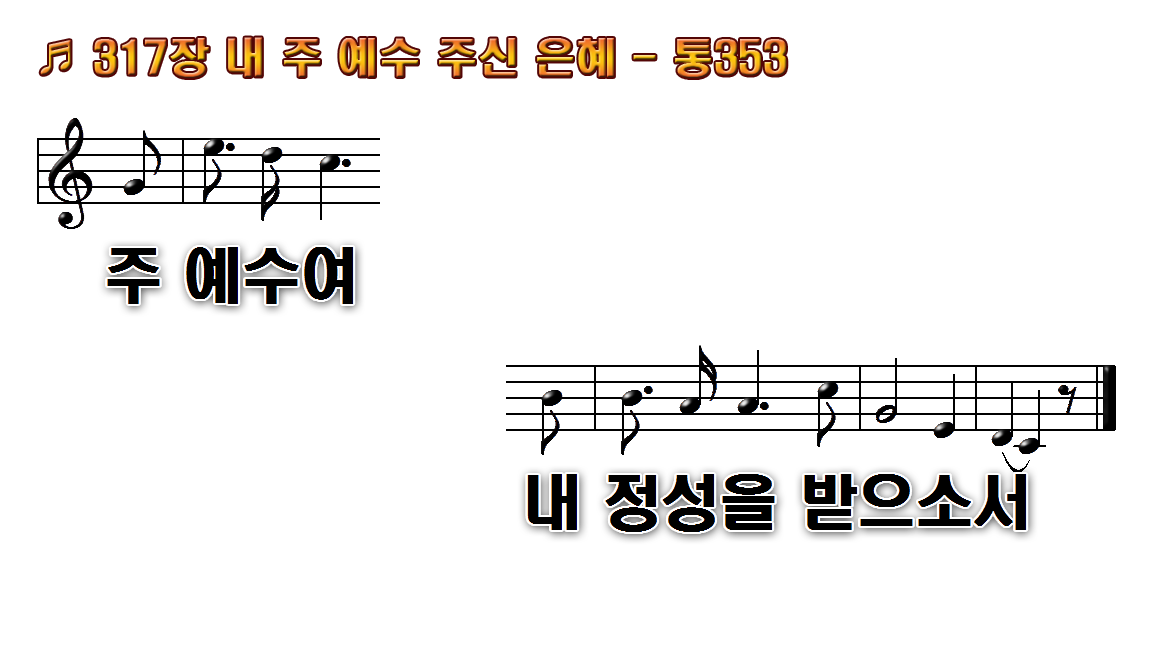 ♬ 317장 내 주 예수 주신 은혜 - 통353
주 예수여
내 정성을 받으소서